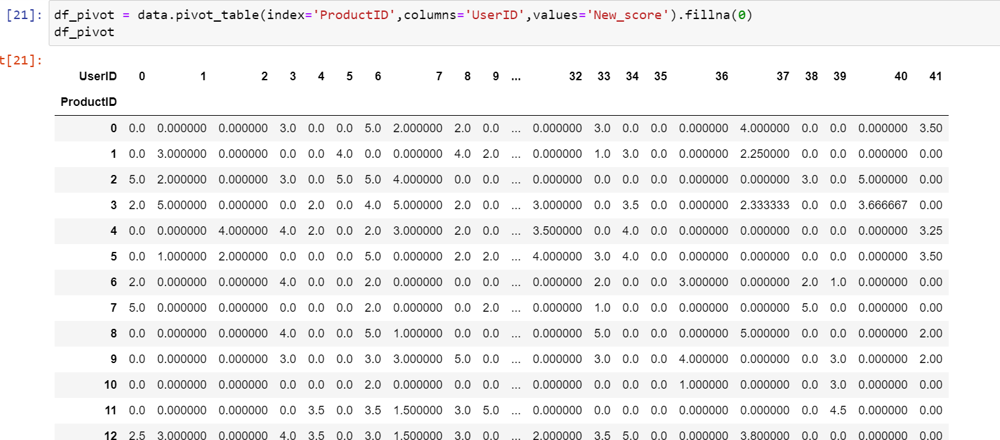 [21]: df_pivot = data.pivot_table(index='ProductID',columns='UserID',values='New_score').fillna(0)
df_pivot
t[21]:
UserID 0 1 2 3 4 5 6 7 8 9 ... 32 33 34 35 36 37 38 39 40 41
ProductID
0 0.0 0.000000 0.000000 3.0 0.0 0.0 5.0 2.000000 2.0 0.0 ... 0.000000 3.0 0.0 0.0 0.000000 4.000000 0.0 0.0 0.000000 3.50
1 0.0 3.000000 0.000000 0.0 0.0 4.0 0.0 0.000000 4.0 2.0 ... 0.000000 1.0 3.0 0.0 0.000000 2.250000 0.0 0.0 0.000000 0.00
2 5.0 2.000000 0.000000 3.0 0.0 5.0 5.0 4.000000 0.0 0.0 ... 0.000000 0.0 0.0 0.0 0.000000 0.000000 3.0 0.0 5.000000 0.00
3 2.0 5.000000 0.000000 0.0 2.0 0.0 4.0 5.000000 2.0 0.0 ... 3.000000 0.0 3.5 0.0 0.000000 2.333333 0.0 0.0 3.666667 0.00
4 0.0 0.000000 4.000000 4.0 2.0 0.0 2.0 3.000000 2.0 0.0 ... 3.500000 0.0 4.0 0.0 0.000000 0.000000 0.0 0.0 0.000000 3.25
5 0.0 1.000000 2.000000 0.0 0.0 0.0 5.0 0.000000 2.0 2.0 ... 4.000000 3.0 4.0 0.0 0.000000 0.000000 0.0 0.0 0.000000 3.50
6 2.0 0.000000 0.000000 4.0 0.0 0.0 2.0 0.000000 0.0 0.0 ... 0.000000 2.0 0.0 0.0 3.000000 0.000000 2.0 1.0 0.000000 0.00
7 5.0 0.000000 0.000000 0.0 0.0 0.0 2.0 0.000000 0.0 2.0 ... 0.000000 1.0 0.0 0.0 0.000000 0.000000 5.0 0.0 0.000000 0.00
8 0.0 0.000000 0.000000 4.0 0.0 0.0 5.0 1.000000 0.0 0.0 ... 0.000000 5.0 0.0 0.0 0.000000 5.000000 0.0 0.0 0.000000 2.00
9 0.0 0.000000 0.000000 3.0 0.0 0.0 3.0 3.000000 5.0 0.0 ... 0.000000 3.0 0.0 0.0 4.000000 0.000000 0.0 3.0 0.000000 2.00
10 0.0 0.000000 0.000000 0.0 0.0 0.0 2.0 0.000000 0.0 0.0 ... 0.000000 0.0 0.0 0.0 1.000000 0.000000 0.0 3.0 0.000000 0.00
11 0.0 0.000000 0.000000 0.0 3.5 0.0 3.5 1.500000 3.0 5.0 ... 0.000000 0.0 0.0 0.0 0.000000 0.000000 0.0 4.5 0.000000 0.00
12 2.5 3.000000 0.000000 4.0 3.5 0.0 3.0 1.500000 3.0 0.0 ... 2.000000 3.5 5.0 0.0 0.000000 3.800000 0.0 0.0 0.000000 0.00